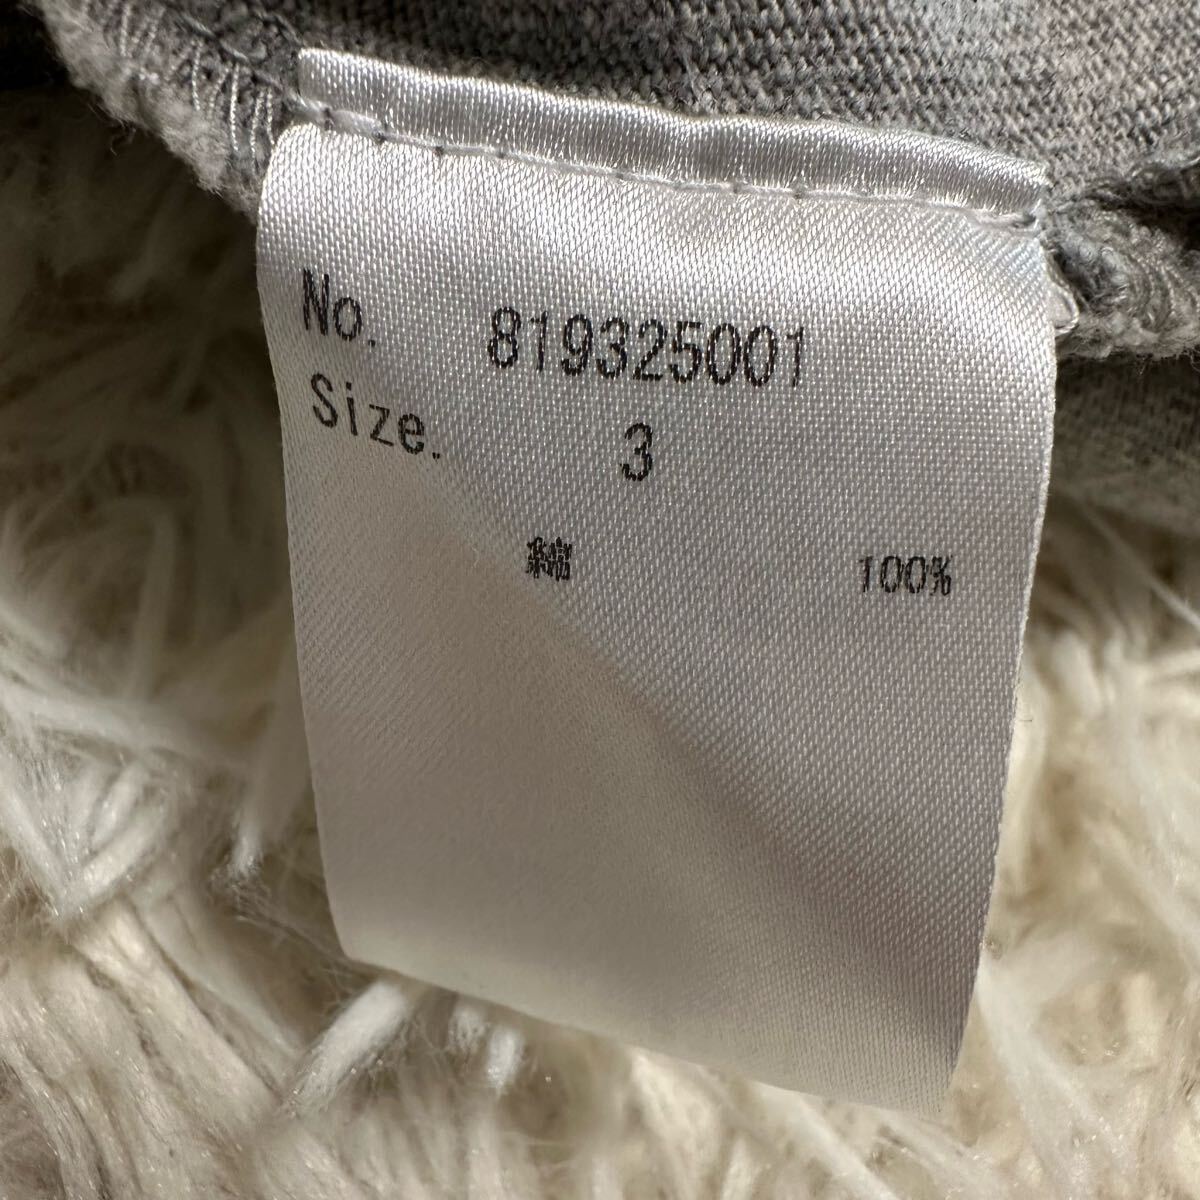 No. 819325001
Size. 3
綿 100%